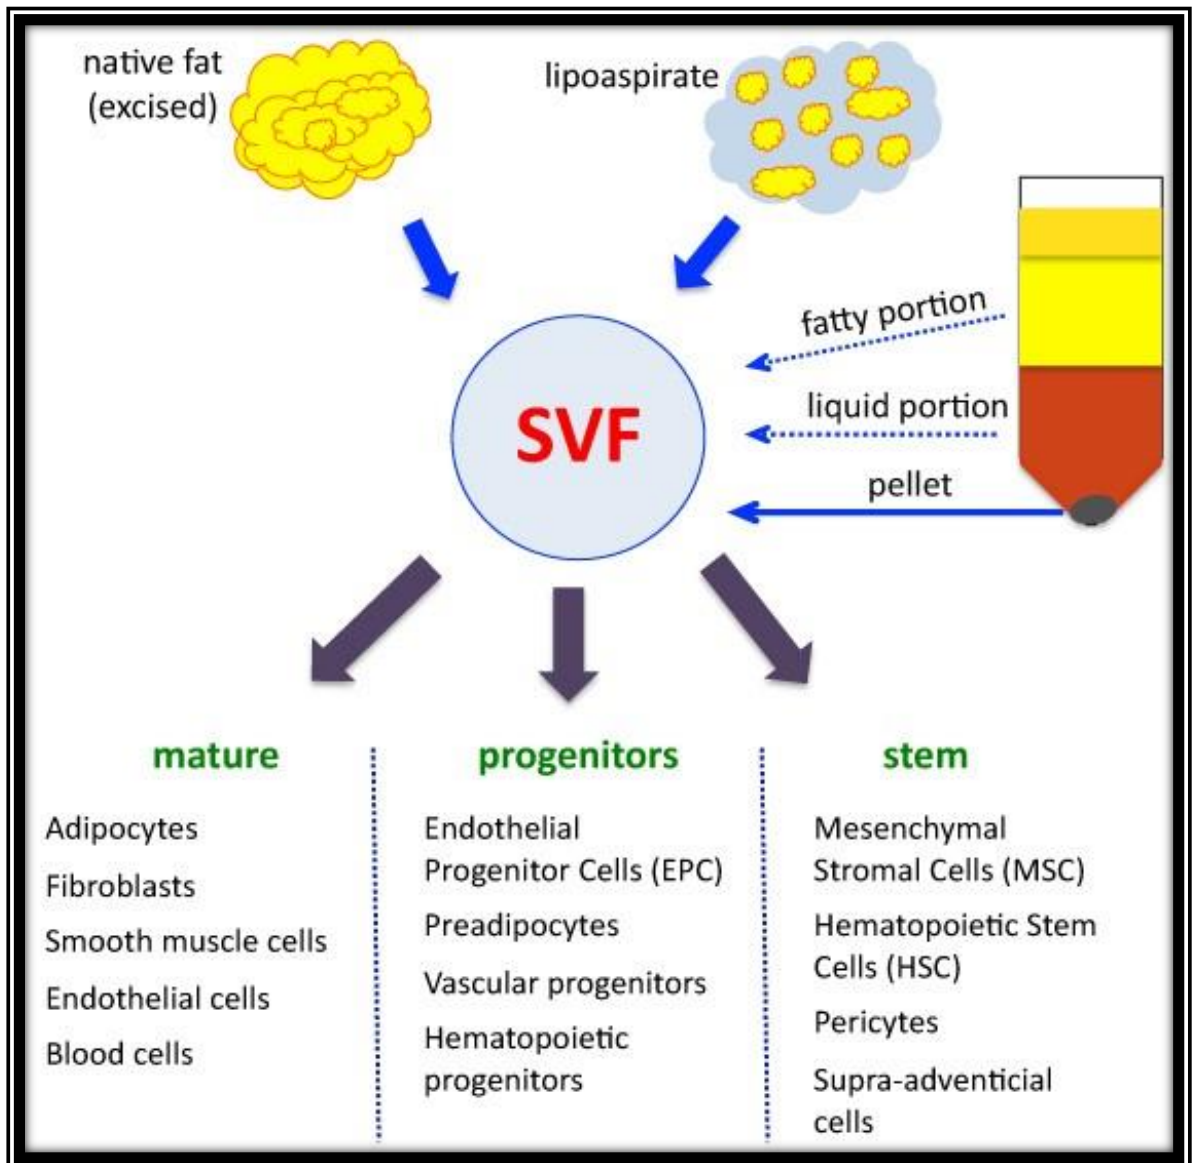 native fat
(excised)
lipoaspirate
fatty portion
liquid portion
pellet
SVF
mature
Adipocytes
Fibroblasts
Smooth muscle cells
Endothelial cells
Blood cells
progenitors
Endothelial
Progenitor Cells (EPC)
Preadipocytes
Vascular progenitors
Hematopoietic
progenitors
stem
Mesenchymal
Stromal Cells (MSC)
Hematopoietic Stem
Cells (HSC)
Pericytes
Supra-adventicial
cells